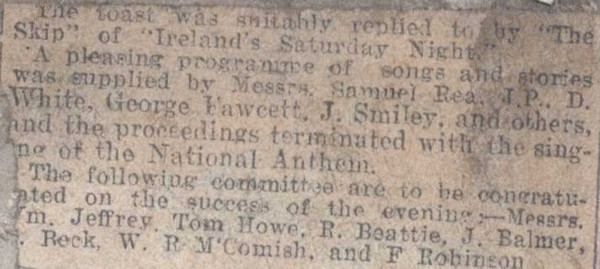 The toast was suitably replied to by "The
Skip" of "Ireland's Saturday Night."
A pleasing programme of songs and stories
was supplied by Messrs. Samuel Rea, J.P., D.
White, George Fawcett, J. Smiley, and others,
and the proceedings terminated with the sing-
ng of the National Anthem.
The following committee are to be congratu-
ated on the success of the evening:—Messrs.
m. Jeffrey, Tom Howe, R. Beattie, J. Balmer,
. Beck, W. R. M'Comish, and F Robinson